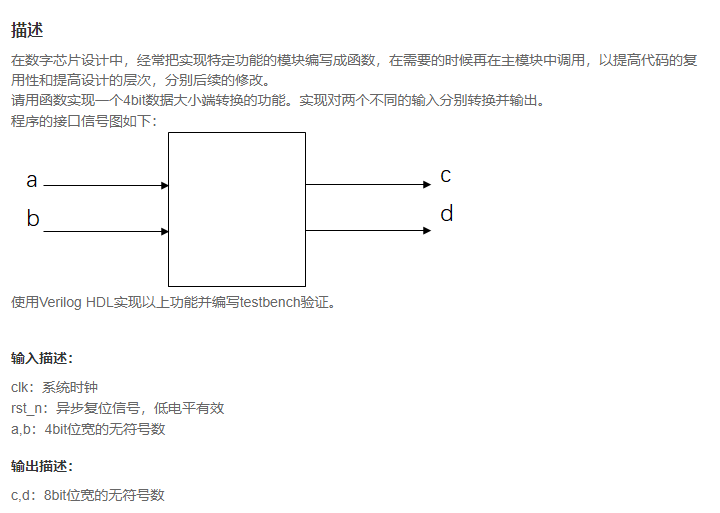 描述
在数字芯片设计中，经常把实现特定功能的模块编写成函数，在需要的时候再在主模块中调用，以提高代码的复
用性和提高设计的层次，分别后续的修改。
请用函数实现一个4bit数据大小端转换的功能。实现对两个不同的输入分别转换并输出。
程序的接口信号图如下：
a
c
b
d
使用Verilog HDL实现以上功能并编写testbench验证。
输入描述：
clk：系统时钟
rst_n：异步复位信号，低电平有效
a,b：4bit位宽的无符号数
输出描述：
c,d：8bit位宽的无符号数